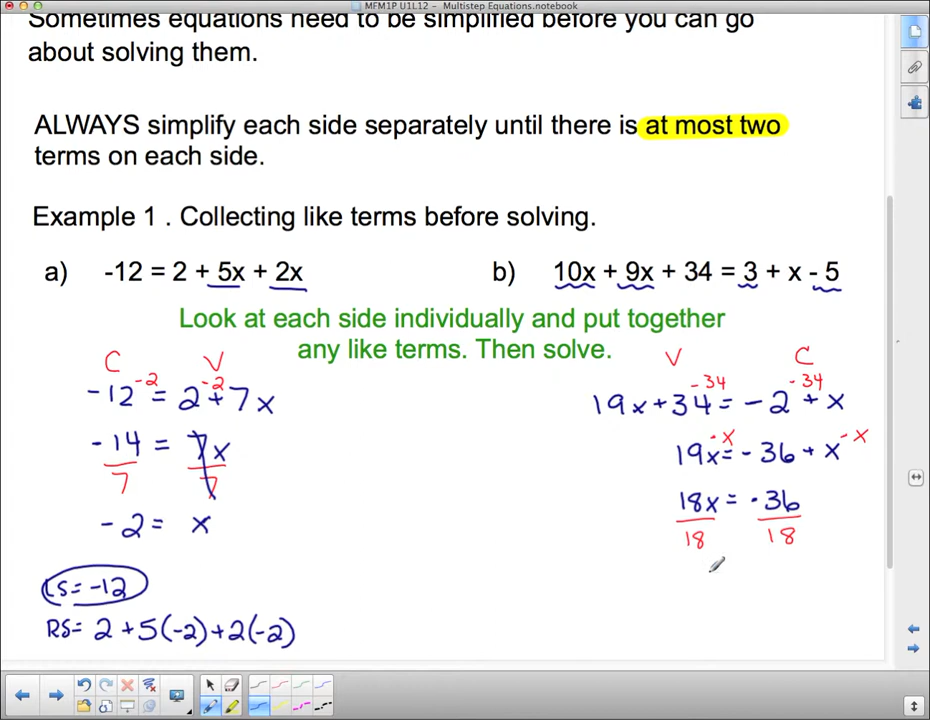 MFM1P U1L12 - Multistep Equations.notebook
Sometimes equations need to be simplified before you can go
about solving them.
ALWAYS simplify each side separately until there is at most two
terms on each side.
Example 1 . Collecting like terms before solving.
a) -12 = 2 + 5x + 2x
b) 10x + 9x + 34 = 3 + x - 5
Look at each side individually and put together
any like terms. Then solve.
C V
-12 -2 = 2 -2 + 7x
-14 = 7x
7 7
-2 = x
LS = -12
RS = 2 + 5(-2) + 2(-2)
V C
19x + 34 -34 = -2 -34 + x
19x -x = -36 + x -x
18x = -36
18 18